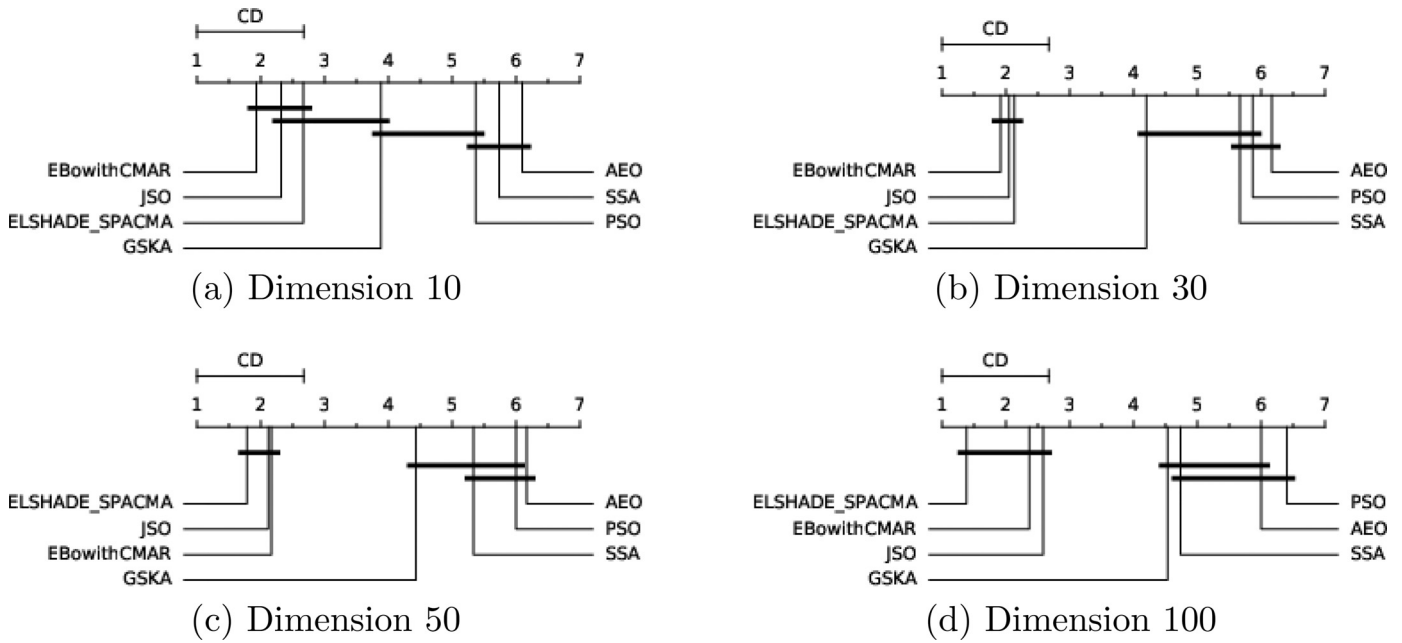 CD
1 2 3 4 5 6 7
EBowithCMAR
JSO
ELSHADE_SPACMA
GSKA
AEO
SSA
PSO
(a) Dimension 10
CD
1 2 3 4 5 6 7
EBowithCMAR
JSO
ELSHADE_SPACMA
GSKA
AEO
PSO
SSA
(b) Dimension 30
CD
1 2 3 4 5 6 7
ELSHADE_SPACMA
JSO
EBowithCMAR
GSKA
AEO
PSO
SSA
(c) Dimension 50
CD
1 2 3 4 5 6 7
ELSHADE_SPACMA
EBowithCMAR
JSO
GSKA
PSO
AEO
SSA
(d) Dimension 100